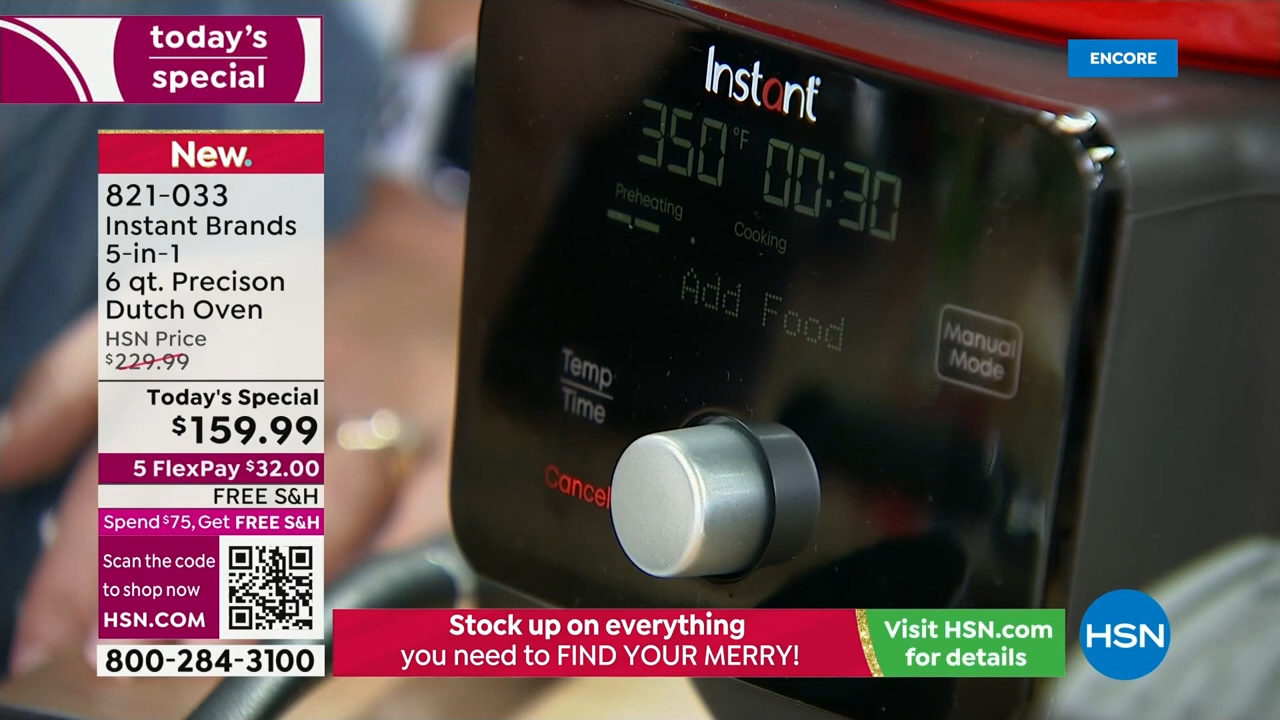 today's
special
ENCORE
New.
821-033
Instant Brands
5-in-1
6 qt. Precison
Dutch Oven
HSN Price
$229.99
Today's Special
$159.99
5 FlexPay $32.00
FREE S&H
Spend $75, Get FREE S&H
Scan the code
to shop now
HSN.COM
800-284-3100
Instant
350 °F 00:30
Preheating
Cooking
Add Food
Manual
Mode
Temp
Time
Cancel
Stock up on everything
you need to FIND YOUR MERRY!
Visit HSN.com
for details
HSN